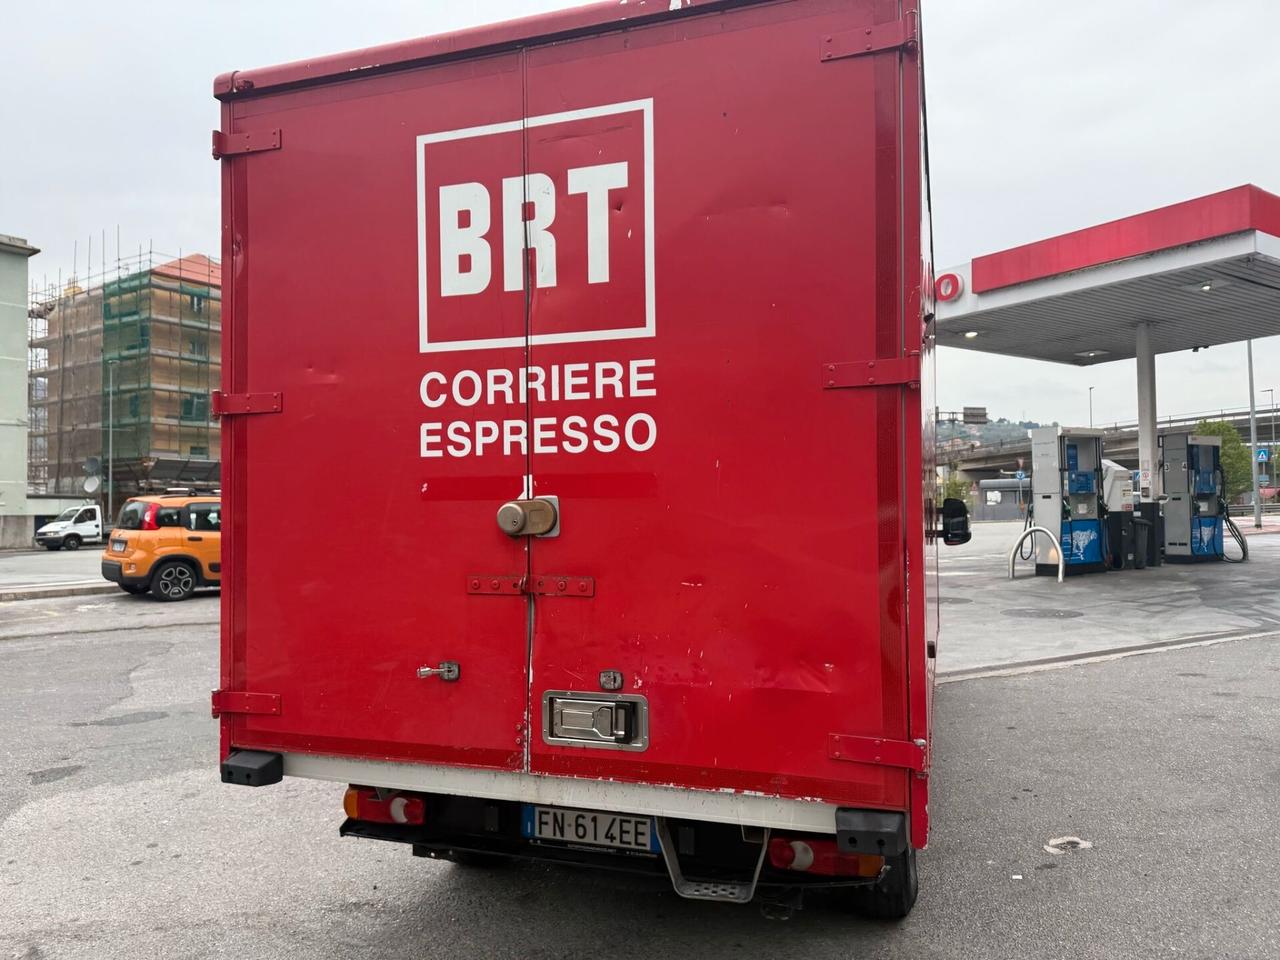 BRT
CORRIERE
ESPRESSO
FN·614EE
O